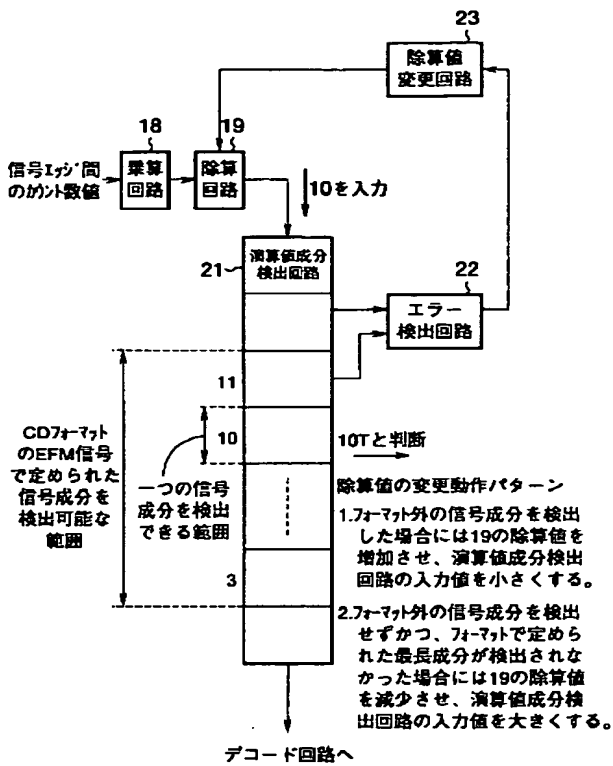 23
除算値
変更回路
18
19
信号ｴｯｼﾞ間
のｶｳﾝﾄ数値
乗算
回路
除算
回路
10を入力
21
演算値成分
検出回路
22
エラー
検出回路
11
10
3
CDﾌｫｰﾏｯﾄ
のEFM信号
で定められた
信号成分を
検出可能な
範囲
一つの信号
成分を検出
できる範囲
10Tと判断
除算値の変更動作パターン
1.ﾌｫｰﾏｯﾄ外の信号成分を検出
した場合には19の除算値を
増加させ、演算値成分検出
回路の入力値を小さくする。
2.ﾌｫｰﾏｯﾄ外の信号成分を検出
せずかつ、ﾌｫｰﾏｯﾄで定めら
れた最長成分が検出されな
かった場合には19の除算値
を減少させ、演算値成分検
出回路の入力値を大きくする。
デコード回路へ